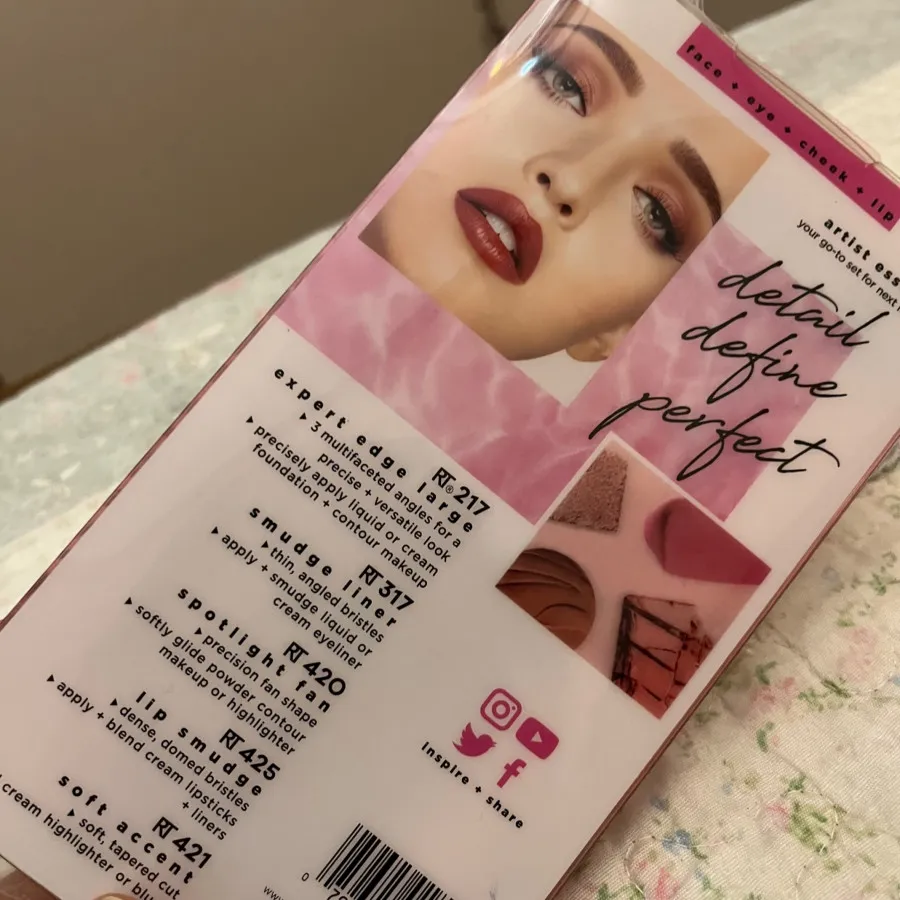 face + eye + cheek + lip
artist
your go-to set for next
detail
define
perfect
RT® 217
expert edge large
▸ 3 multifaceted angles for a
precise + versatile look
▸ precisely apply liquid or cream
foundation + contour makeup
RT 317
smudge liner
▸ thin, angled bristles
▸ apply + smudge liquid or
cream eyeliner
RT 420
spotlight fan
▸ precision fan shape
▸ softly glide powder contour
makeup or highlighter
RT 425
lip smudge
▸ dense, domed bristles
▸ apply + blend cream lipsticks
+ liners
RT 421
soft accent
▸ soft, tapered cut
cream highlighter or
Inspire + share
0
www.